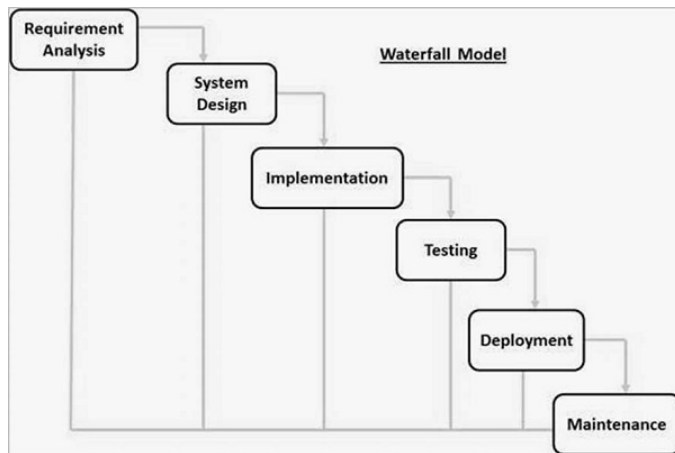 Requirement
Analysis
Waterfall Model
System
Design
Implementation
Testing
Deployment
Maintenance